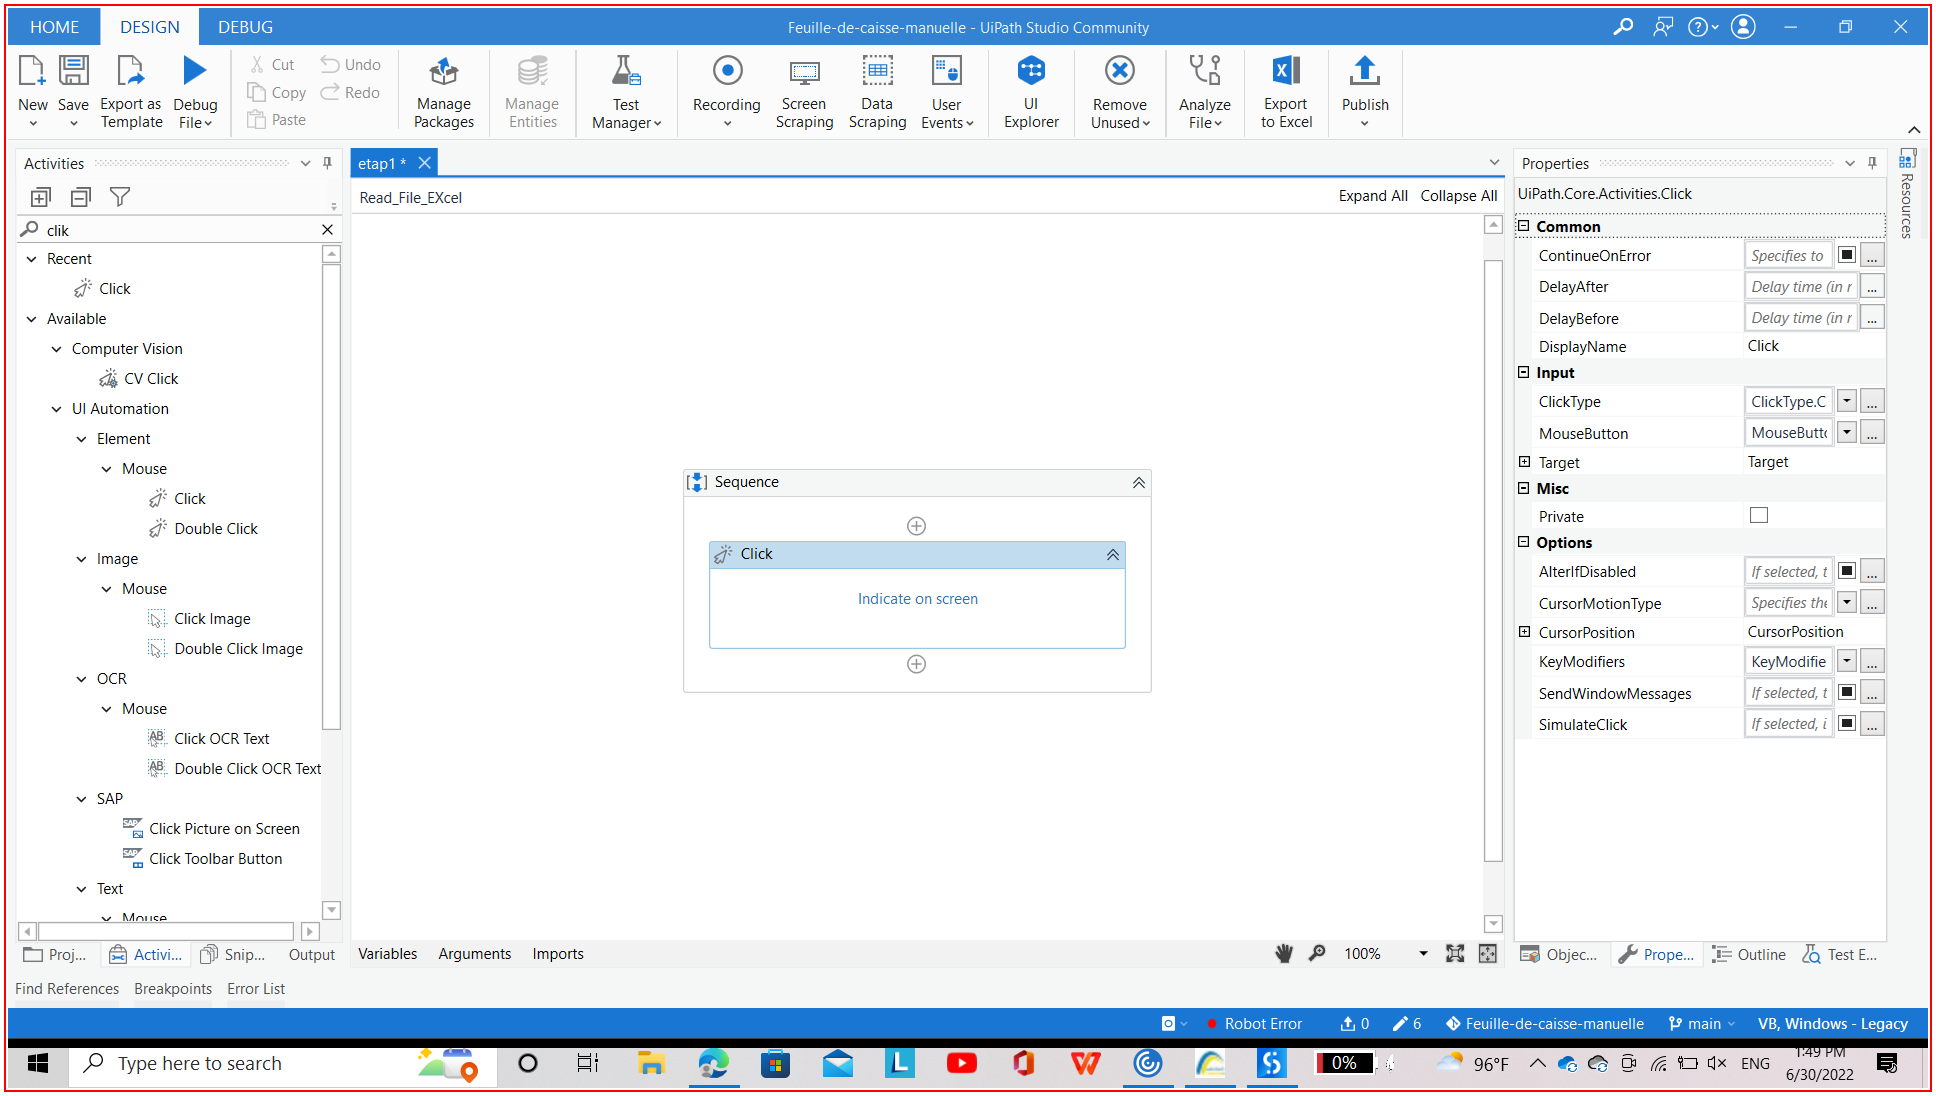 HOME DESIGN DEBUG Feuille-de-caisse-manuelle - UiPath Studio Community
New Save Export as Template Debug File Cut Copy Paste Undo Redo Manage Packages Manage Entities Test Manager Recording Screen Scraping Data Scraping User Events UI Explorer Remove Unused Analyze File Export to Excel Publish
Activities
clik
Recent
Click
Available
Computer Vision
CV Click
UI Automation
Element
Mouse
Click
Double Click
Image
Mouse
Click Image
Double Click Image
OCR
Mouse
Click OCR Text
Double Click OCR Text
SAP
Click Picture on Screen
Click Toolbar Button
Text
Mouse
Proj... Activi... Snip... Output
etap1 *
Read_File_EXcel Expand All Collapse All
Sequence
Click
Indicate on screen
Variables Arguments Imports 100%
Properties
Resources
UiPath.Core.Activities.Click
Common
ContinueOnError Specifies to ...
DelayAfter Delay time (in r ...
DelayBefore Delay time (in r ...
DisplayName Click
Input
ClickType ClickType.C ...
MouseButton MouseButto ...
Target Target
Misc
Private
Options
AlterIfDisabled If selected, t ...
CursorMotionType Specifies the ...
CursorPosition CursorPosition
KeyModifiers KeyModifie ...
SendWindowMessages If selected, t ...
SimulateClick If selected, i ...
Objec... Prope... Outline Test E...
Find References Breakpoints Error List
Robot Error 0 6 Feuille-de-caisse-manuelle main VB, Windows - Legacy
Type here to search 0% 96°F ENG 1:49 PM
6/30/2022